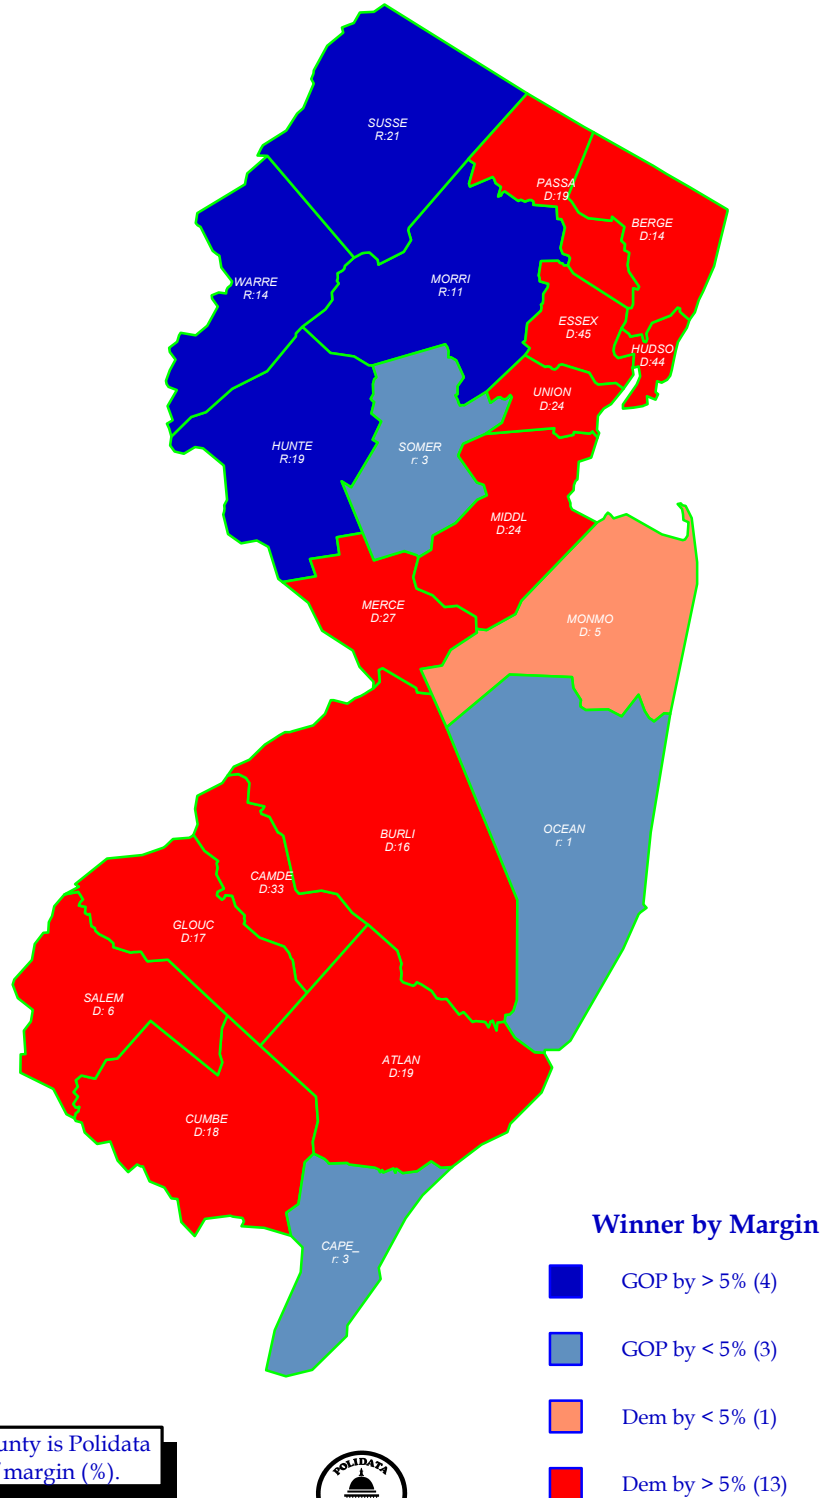 SUSSE
R:21
PASSA
D:19
BERGE
D:14
WARRE
R:14
MORRI
R:11
ESSEX
D:45
HUDSO
D:44
UNION
D:24
HUNTE
R:19
SOMER
r: 3
MIDDL
D:24
MERCE
D:27
MONMO
D: 5
OCEAN
r: 1
BURLI
D:16
CAMDE
D:33
GLOUC
D:17
SALEM
D: 6
ATLAN
D:19
CUMBE
D:18
CAPE_
r: 3
Winner by Margin
GOP by > 5% (4)
GOP by < 5% (3)
Dem by < 5% (1)
Dem by > 5% (13)
unty is Polidata
margin (%).
POLIDATA